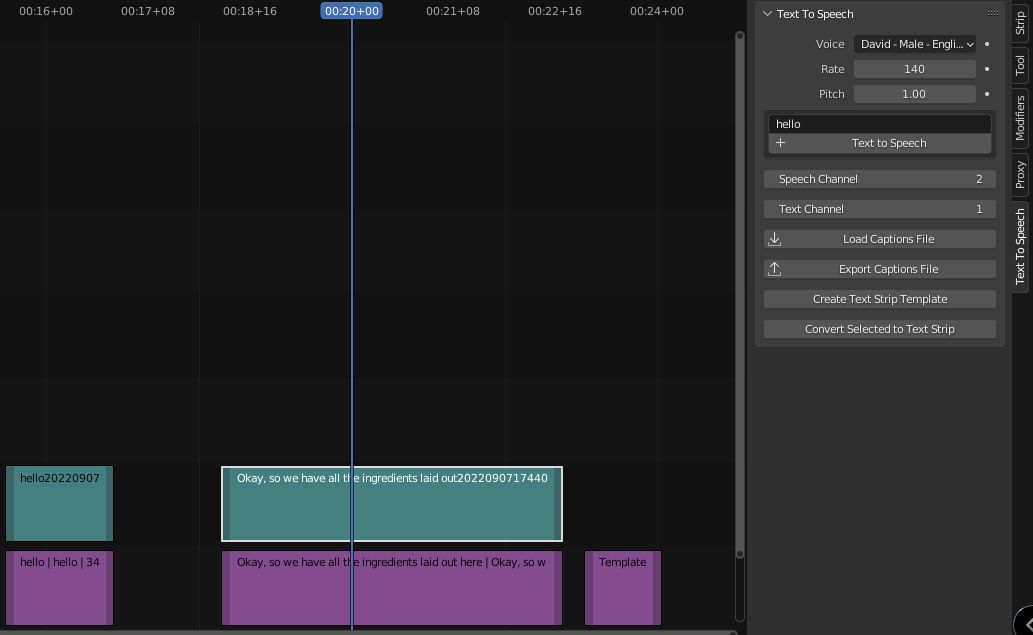 00:16+00 00:17+08 00:18+16 00:20+00 00:21+08 00:22+16 00:24+00
Text To Speech
Voice David - Male - Engli...
Rate 140
Pitch 1.00
hello
Text to Speech
Speech Channel 2
Text Channel 1
Load Captions File
Export Captions File
Create Text Strip Template
Convert Selected to Text Strip
Strip
Tool
Modifiers
Proxy
Text To Speech
hello20220907 Okay, so we have all the ingredients laid out2022090717440
hello | hello | 34 Okay, so we have all the ingredients laid out here | Okay, so w Template